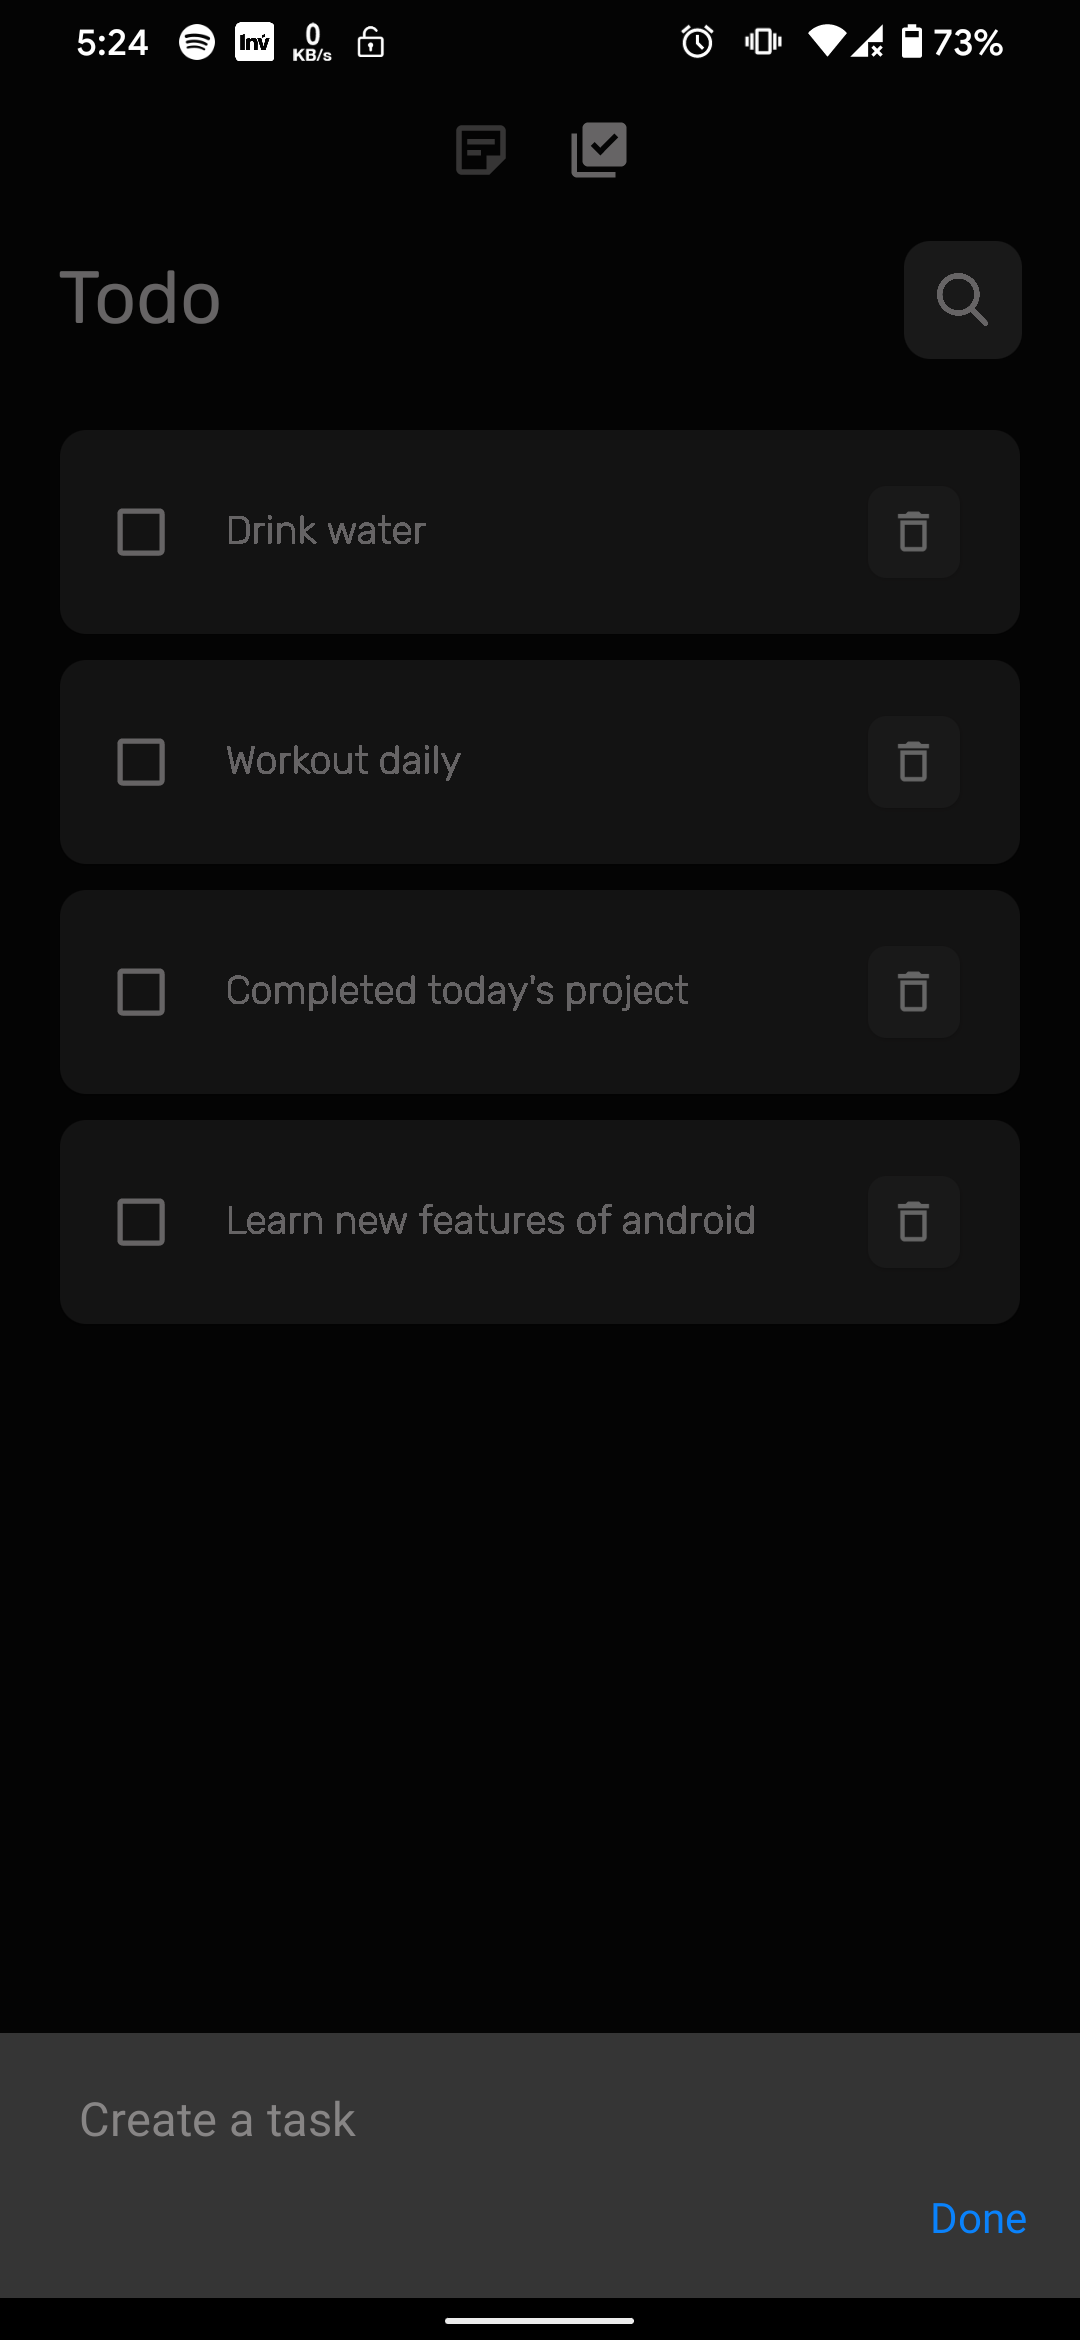 5:24 Inv 0 KB/s 73%
Todo
Drink water
Workout daily
Completed today's project
Learn new features of android
Create a task
Done